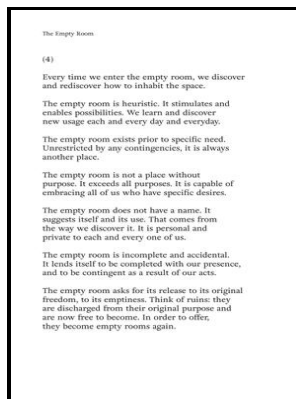 The Empty Room
(4)
Every time we enter the empty room, we discover
and rediscover how to inhabit the space.
The empty room is heuristic. It stimulates and
enables possibilities. We learn and discover
new usage each and every day and everyday.
The empty room exists prior to specific need.
Unrestricted by any contingencies, it is always
another place.
The empty room is not a place without
purpose. It exceeds all purposes. It is capable of
embracing all of us who have specific desires.
The empty room does not have a name. It
suggests itself and its use. That comes from
the way we discover it. It is personal and
private to each and every one of us.
The empty room is incomplete and accidental.
It lends itself to be completed with our presence,
and to be contingent as a result of our acts.
The empty room asks for its release to its original
freedom, to its emptiness. Think of ruins: they
are discharged from their original purpose and
are now free to become. In order to offer,
they become empty rooms again.